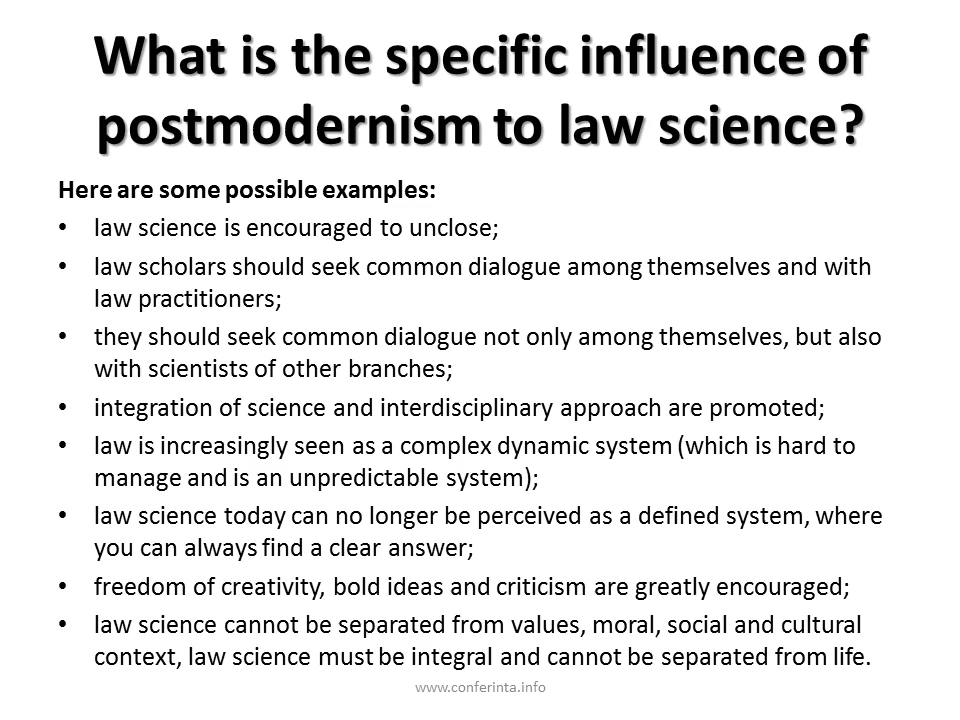 What is the specific influence of
postmodernism to law science?
Here are some possible examples:
• law science is encouraged to unclose;
• law scholars should seek common dialogue among themselves and with
law practitioners;
• they should seek common dialogue not only among themselves, but also
with scientists of other branches;
• integration of science and interdisciplinary approach are promoted;
• law is increasingly seen as a complex dynamic system (which is hard to
manage and is an unpredictable system);
• law science today can no longer be perceived as a defined system, where
you can always find a clear answer;
• freedom of creativity, bold ideas and criticism are greatly encouraged;
• law science cannot be separated from values, moral, social and cultural
context, law science must be integral and cannot be separated from life.
www.conferinta.info